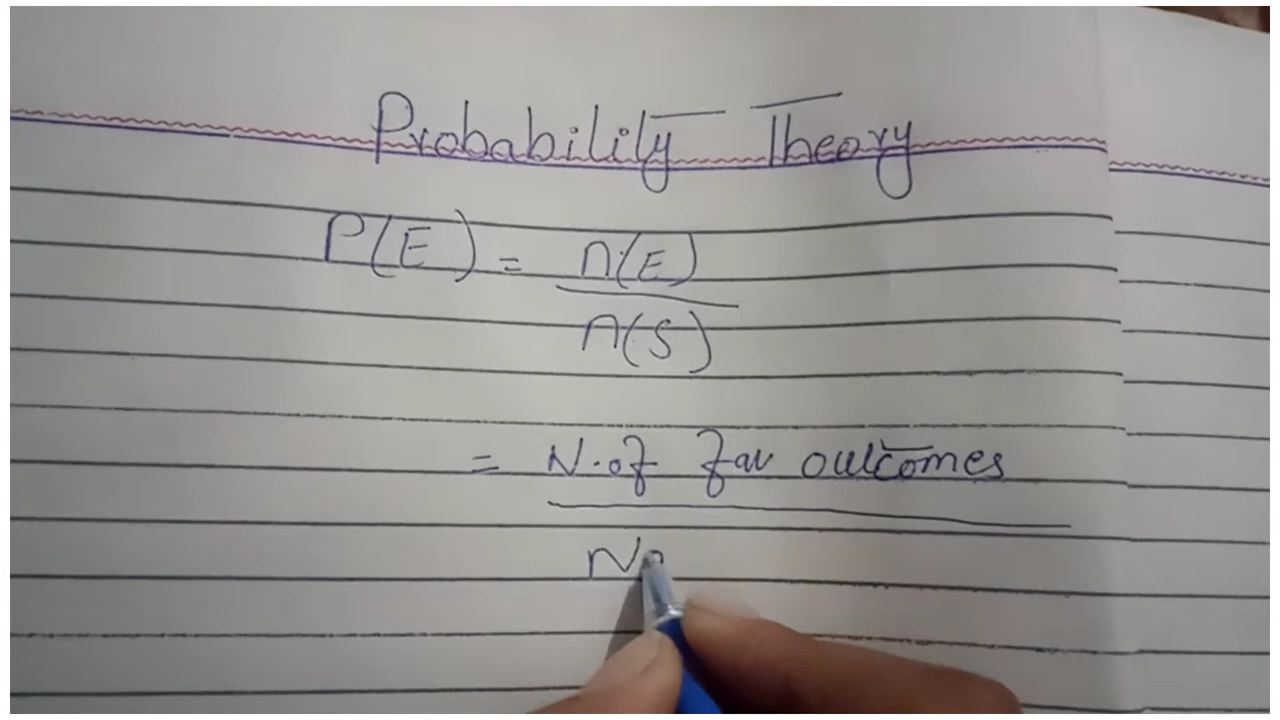 Probability Theory
P(E) = n(E)
n(S)
= N. of fav outcomes
No